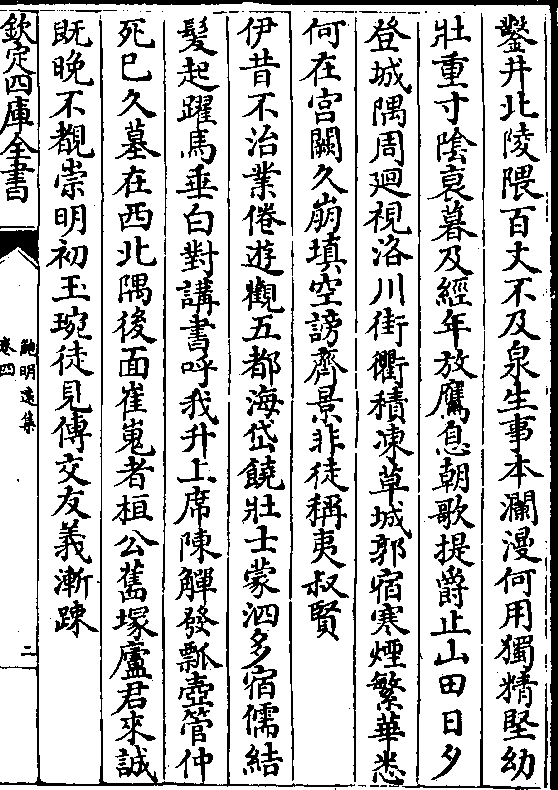 鑿井北陵隈百丈不及泉生事本瀾漫何用獨精堅幼
壯重寸陰衰暮及經年放鷹息朝歌提爵止山田日夕
登城隅周廻視洛川街衢積凍草城郭宿寒煙繁華悉
何在宮闕久崩填空謗齊景非徒稱夷叔賢
伊昔不治業倦遊觀五都海岱饒壯士蒙泗多宿儒結
髮起躍馬垂白對講書呼我升上席陳觶發瓢壺管仲
死已久墓在西北隅後面崔嵬者桓公舊塚廬君來誠
既晚不覩崇明初玉琬徒見傳交友義漸踈
欽定四庫全書
鮑明遠集
卷四
二